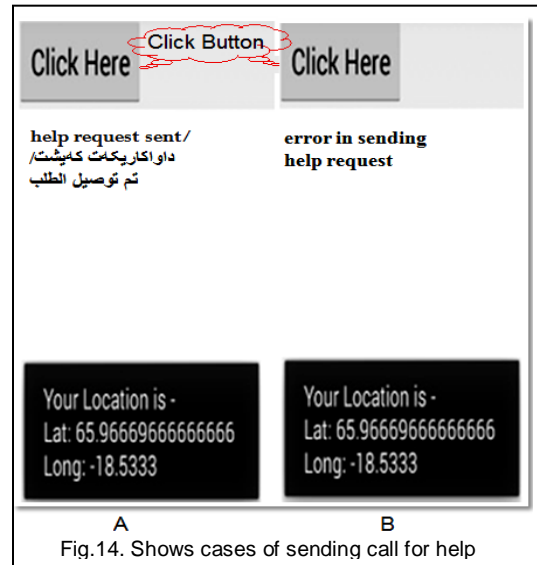 Click Here
Click Button
Click Here
help request sent/
داواكاريكەت كەيشت/
تم توصيل الطلب
error in sending
help request
Your Location is -
Lat: 65.96669666666666
Long: -18.5333
Your Location is -
Lat: 65.96669666666666
Long: -18.5333
A
B
Fig.14. Shows cases of sending call for help